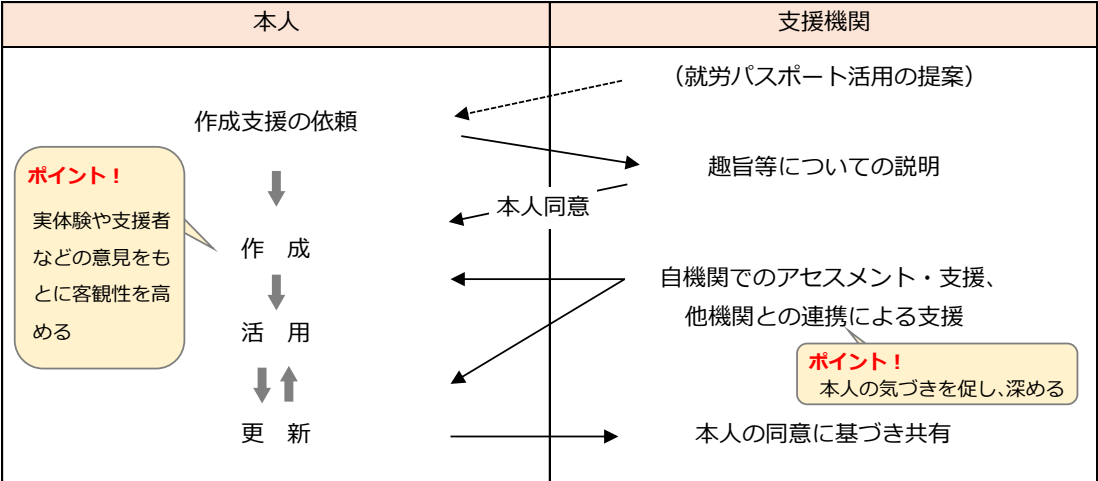 本人
支援機関
(就労パスポート活用の提案)
作成支援の依頼
趣旨等についての説明
本人同意
ポイント！
実体験や支援者
などの意見をも
とに客観性を高
める
作　成
自機関でのアセスメント・支援、
他機関との連携による支援
活　用
ポイント！
本人の気づきを促し、深める
更　新
本人の同意に基づき共有